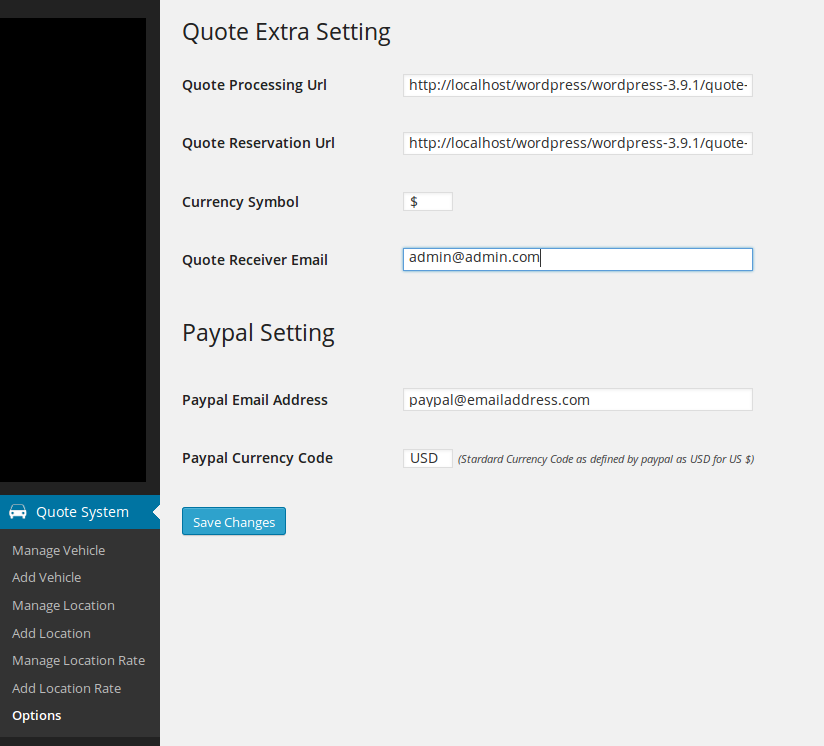 Quote Extra Setting
Quote Processing Url
http://localhost/wordpress/wordpress-3.9.1/quote-
Quote Reservation Url
http://localhost/wordpress/wordpress-3.9.1/quote-
Currency Symbol
$
Quote Receiver Email
admin@admin.com
Paypal Setting
Paypal Email Address
paypal@emailaddress.com
Paypal Currency Code
USD (Stardard Currency Code as defined by paypal as USD for US $)
Save Changes
Quote System
Manage Vehicle
Add Vehicle
Manage Location
Add Location
Manage Location Rate
Add Location Rate
Options